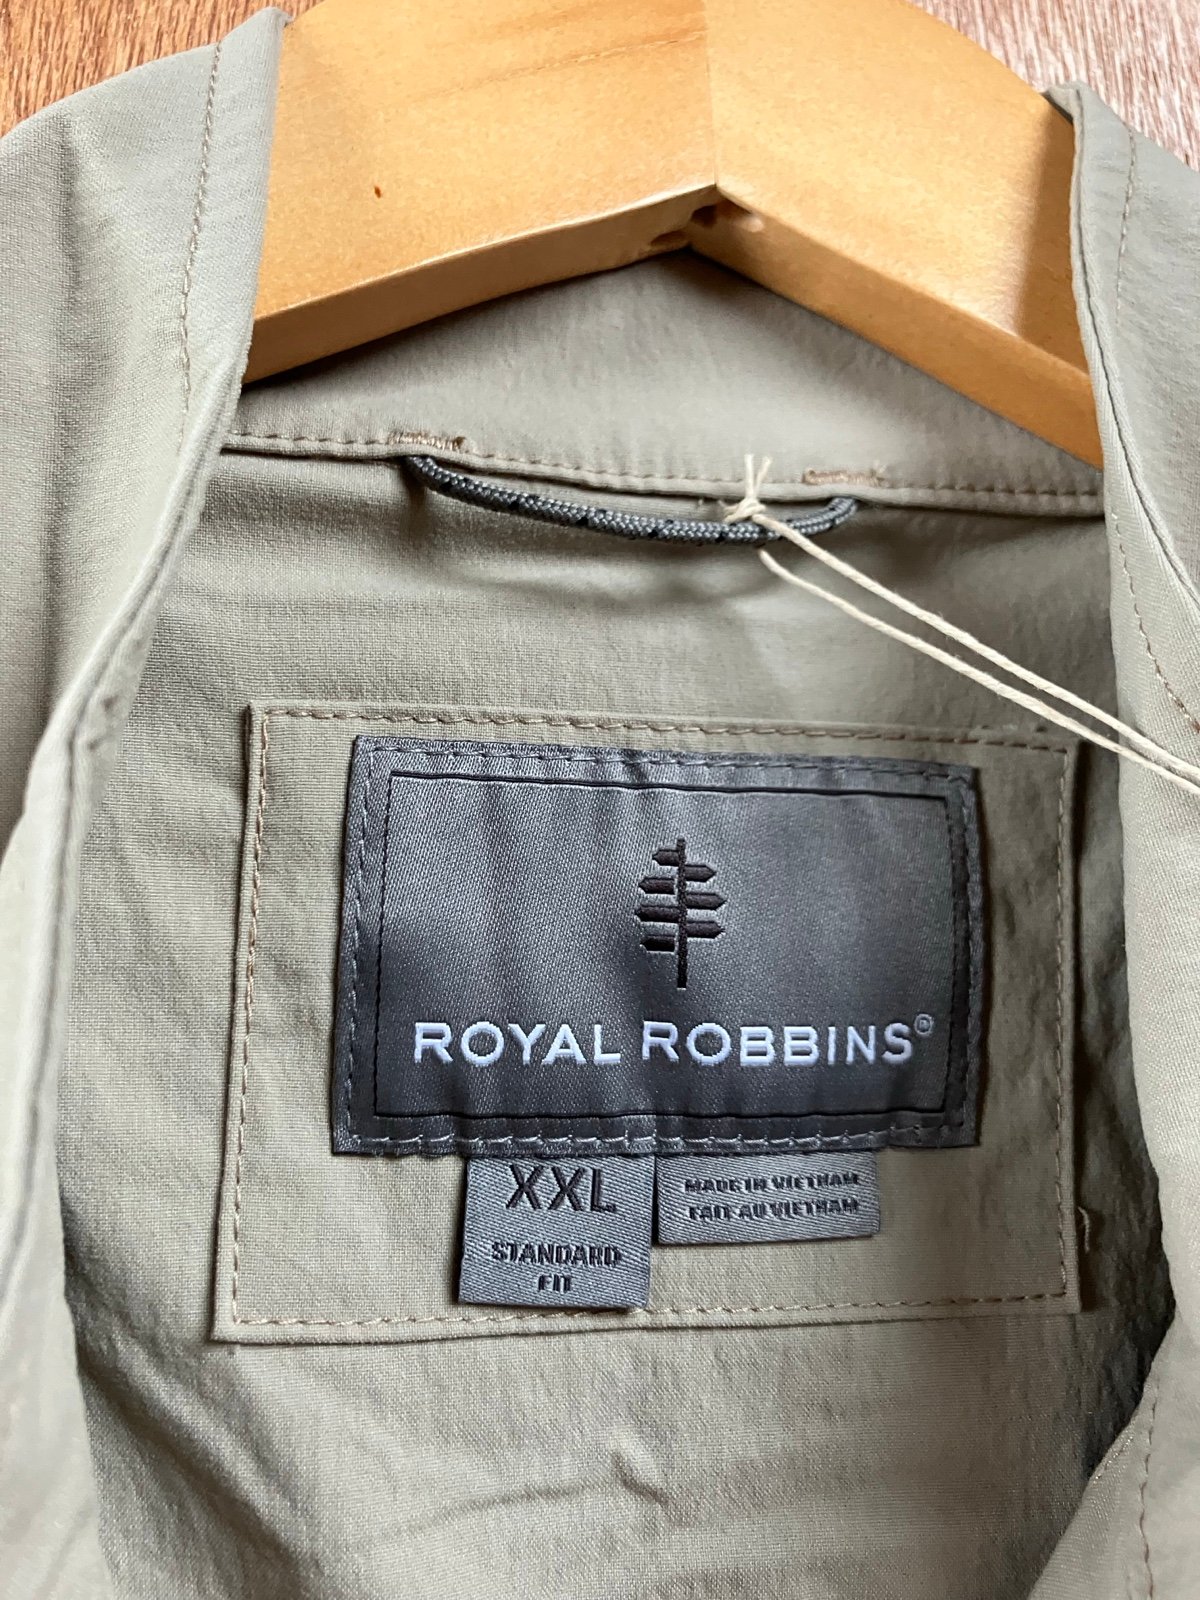 ROYAL ROBBINS®
XXL
STANDARD
FIT
MADE IN VIETNAM
FAIT AU VIETNAM